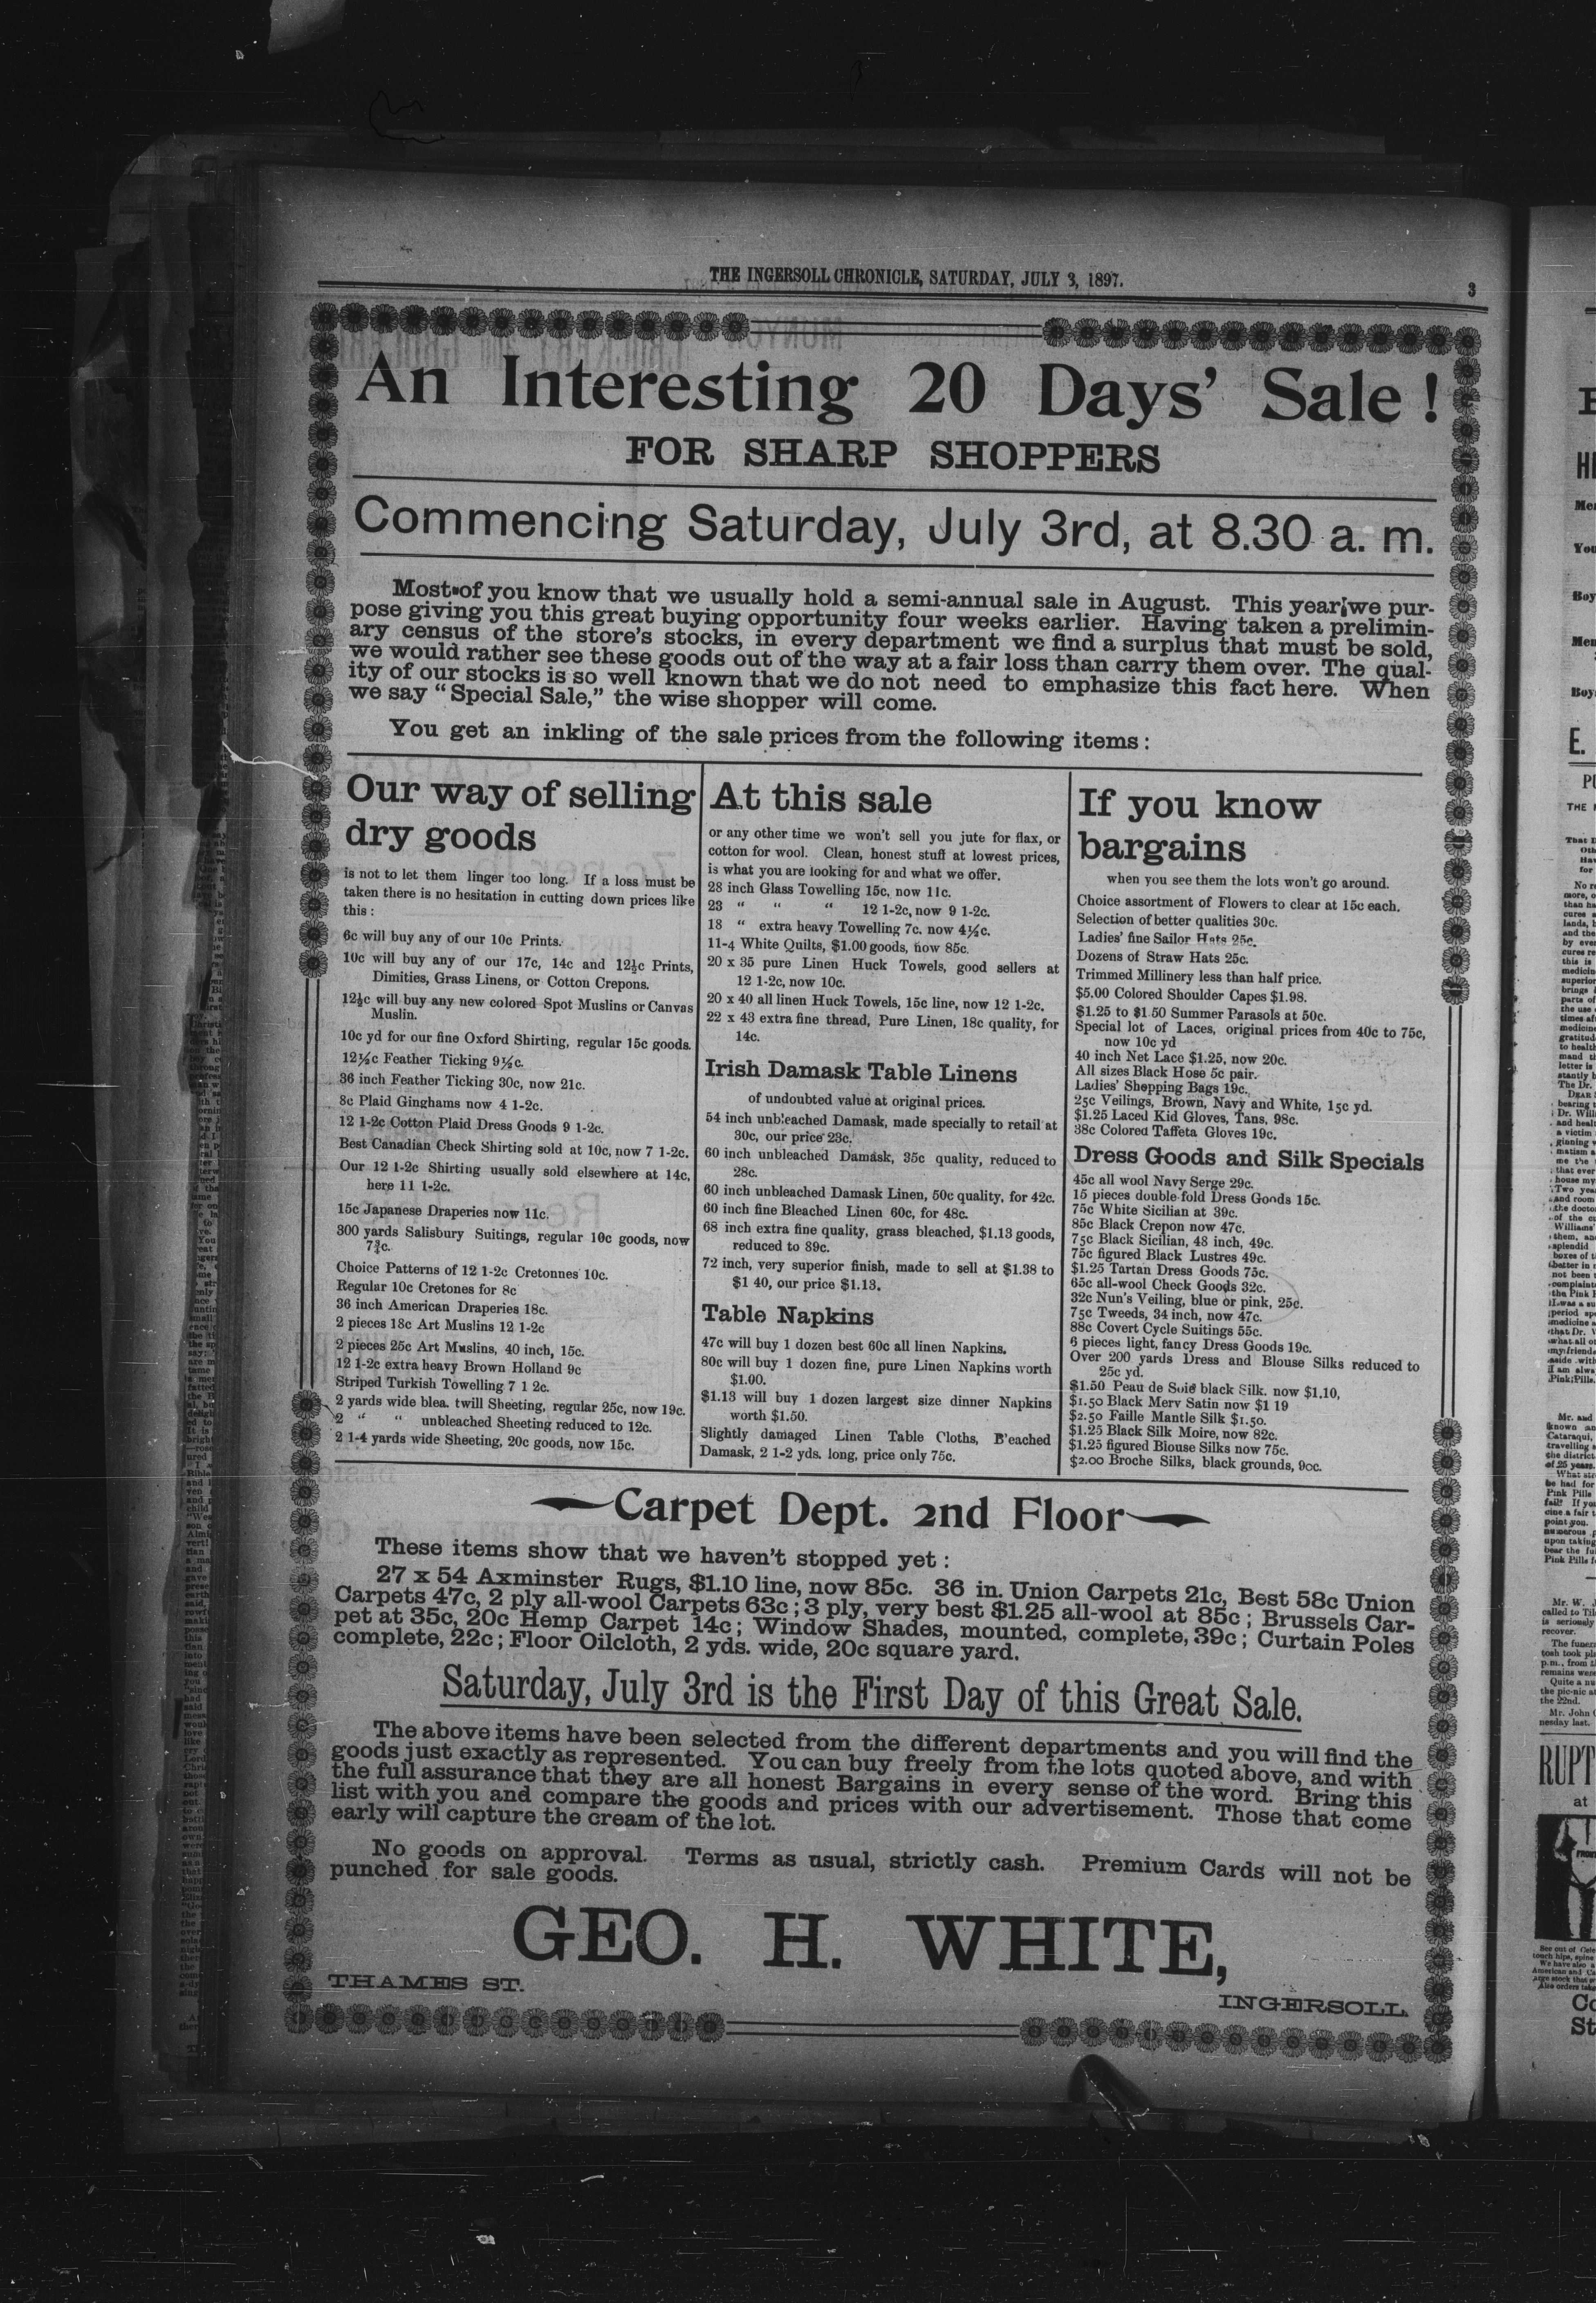 THE INGERSOLL CHRONICLE, SATURDAY, JULY 3, 1897.
3
An Interesting 20 Days' Sale !
FOR SHARP SHOPPERS
Commencing Saturday, July 3rd, at 8.30 a. m.
Most of you know that we usually hold a semi-annual sale in August. This year we pur-
pose giving you this great buying opportunity four weeks earlier. Having taken a prelimin-
ary census of the store's stocks, in every department we find a surplus that must be sold,
we would rather see these goods out of the way at a fair loss than carry them over. The qual-
ity of our stocks is so well known that we do not need to emphasize this fact here. When
we say "Special Sale," the wise shopper will come.
You get an inkling of the sale prices from the following items :
Our way of selling
dry goods
is not to let them linger too long. If a loss must be
taken there is no hesitation in cutting down prices like
this :
6c will buy any of our 10c Prints.
10c will buy any of our 17c, 14c and 12½c Prints,
Dimities, Grass Linens, or Cotton Crepons.
12½c will buy any new colored Spot Muslins or Canvas
Muslin.
10c yd for our fine Oxford Shirting, regular 15c goods.
12½c Feather Ticking 9½c.
36 inch Feather Ticking 30c, now 21c.
8c Plaid Ginghams now 4 1-2c.
12 1-2c Cotton Plaid Dress Goods 9 1-2c.
Best Canadian Check Shirting sold at 10c, now 7 1-2c.
Our 12 1-2c Shirting usually sold elsewhere at 14c,
here 11 1-2c.
15c Japanese Draperies now 11c.
300 yards Salisbury Suitings, regular 10c goods, now
7¾c.
Choice Patterns of 12 1-2c Cretonnes 10c.
Regular 10c Cretones for 8c
36 inch American Draperies 18c.
2 pieces 18c Art Muslins 12 1-2c
2 pieces 25c Art Muslins, 40 inch, 15c.
12 1-2c extra heavy Brown Holland 9c
Striped Turkish Towelling 7 1 2c.
2 yards wide blea. twill Sheeting, regular 25c, now 19c.
2 " " unbleached Sheeting reduced to 12c.
2 1-4 yards wide Sheeting, 20c goods, now 15c.
At this sale
or any other time we won't sell you jute for flax, or
cotton for wool. Clean, honest stuff at lowest prices,
is what you are looking for and what we offer.
28 inch Glass Towelling 15c, now 11c.
23 " " " 12 1-2c, now 9 1-2c.
18 " extra heavy Towelling 7c. now 4½c.
11-4 White Quilts, $1.00 goods, now 85c.
20 x 35 pure Linen Huck Towels, good sellers at
12 1-2c, now 10c.
20 x 40 all linen Huck Towels, 15c line, now 12 1-2c.
22 x 43 extra fine thread, Pure Linen, 18c quality, for
14c.
Irish Damask Table Linens
of undoubted value at original prices.
54 inch unbleached Damask, made specially to retail at
30c, our price 23c.
60 inch unbleached Damask, 35c quality, reduced to
28c.
60 inch unbleached Damask Linen, 50c quality, for 42c.
60 inch fine Bleached Linen 60c, for 48c.
68 inch extra fine quality, grass bleached, $1.13 goods,
reduced to 89c.
72 inch, very superior finish, made to sell at $1.38 to
$1 40, our price $1.13.
Table Napkins
47c will buy 1 dozen best 60c all linen Napkins.
80c will buy 1 dozen fine, pure Linen Napkins worth
$1.00.
$1.13 will buy 1 dozen largest size dinner Napkins
worth $1.50.
Slightly damaged Linen Table Cloths, B'eached
Damask, 2 1-2 yds. long, price only 75c.
If you know
bargains
when you see them the lots won't go around.
Choice assortment of Flowers to clear at 15c each.
Selection of better qualities 30c.
Ladies' fine Sailor Hats 25c.
Dozens of Straw Hats 25c.
Trimmed Millinery less than half price.
$5.00 Colored Shoulder Capes $1.98.
$1.25 to $1 50 Summer Parasols at 50c.
Special lot of Laces, original prices from 40c to 75c,
now 10c yd
40 inch Net Lace $1.25, now 20c.
All sizes Black Hose 5c pair.
Ladies' Shopping Bags 19c.
25c Veilings, Brown, Navy and White, 15c yd.
$1.25 Laced Kid Gloves, Tans, 98c.
38c Colored Taffeta Gloves 19c.
Dress Goods and Silk Specials
45c all wool Navy Serge 29c.
15 pieces double-fold Dress Goods 15c.
75c White Sicilian at 39c.
85c Black Crepon now 47c.
75c Black Sicilian, 48 inch, 49c.
75c figured Black Lustres 49c.
$1.25 Tartan Dress Goods 75c.
65c all-wool Check Goods 32c.
32c Nun's Veiling, blue or pink, 25c.
75c Tweeds, 34 inch, now 47c.
88c Covert Cycle Suitings 55c.
6 pieces light, fancy Dress Goods 19c.
Over 200 yards Dress and Blouse Silks reduced to
25c yd.
$1.50 Peau de Soie black Silk. now $1.10,
$1.50 Black Merv Satin now $1 19
$2.50 Faille Mantle Silk $1.50.
$1.25 Black Silk Moire, now 82c.
$1.25 figured Blouse Silks now 75c.
$2.00 Broche Silks, black grounds, 90c.
Carpet Dept. 2nd Floor
These items show that we haven't stopped yet :
27 x 54 Axminster Rugs, $1.10 line, now 85c. 36 in. Union Carpets 21c, Best 58c Union
Carpets 47c, 2 ply all-wool Carpets 63c ; 3 ply, very best $1.25 all-wool at 85c ; Brussels Car-
pet at 35c, 20c Hemp Carpet 14c ; Window Shades, mounted, complete, 39c ; Curtain Poles
complete, 22c ; Floor Oilcloth, 2 yds. wide, 20c square yard.
Saturday, July 3rd is the First Day of this Great Sale.
The above items have been selected from the different departments and you will find the
goods just exactly as represented. You can buy freely from the lots quoted above, and with
the full assurance that they are all honest Bargains in every sense of the word. Bring this
list with you and compare the goods and prices with our advertisement. Those that come
early will capture the cream of the lot.
No goods on approval. Terms as usual, strictly cash. Premium Cards will not be
punched for sale goods.
GEO. H. WHITE,
THAMES ST.
INGERSOLL.